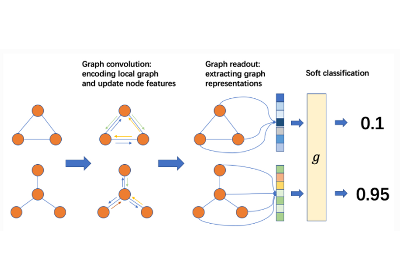 Graph convolution:
encoding local graph
and update node features
Graph readout:
extracting graph
representations
Soft classification
g
0.1
0.95